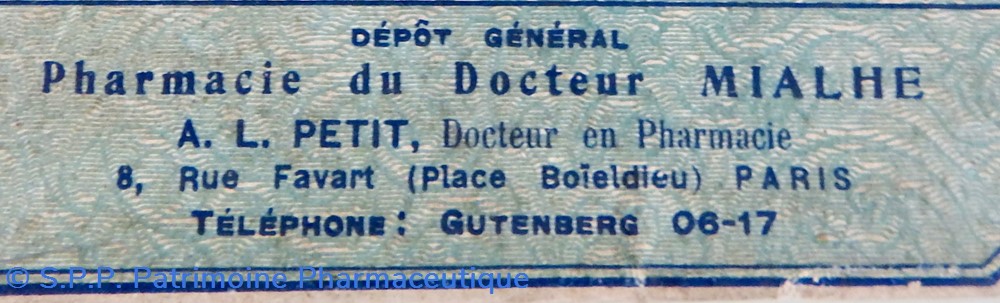 DÉPÔT GÉNÉRAL
Pharmacie du Docteur MIALHE
A. L. PETIT, Docteur en Pharmacie
8, Rue Favart (Place Boïeldieu) PARIS
TÉLÉPHONE: GUTENBERG 06-17
© S.P.P. Patrimoine Pharmaceutique